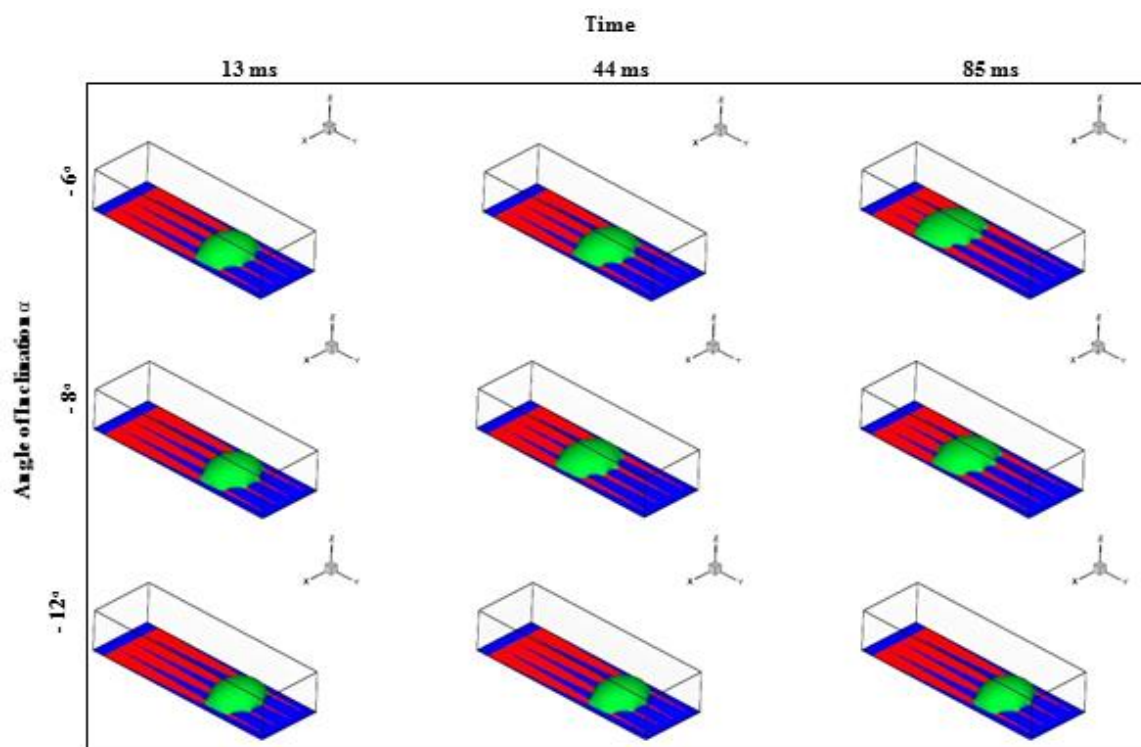 Time
13 ms
44 ms
85 ms
Angle of Inclination α
- 6°
Z
X
Y
Z
X
Y
Z
X
Y
- 8°
Z
X
Y
Z
X
Y
Z
X
Y
- 12°
Z
X
Y
Z
X
Y
Z
X
Y